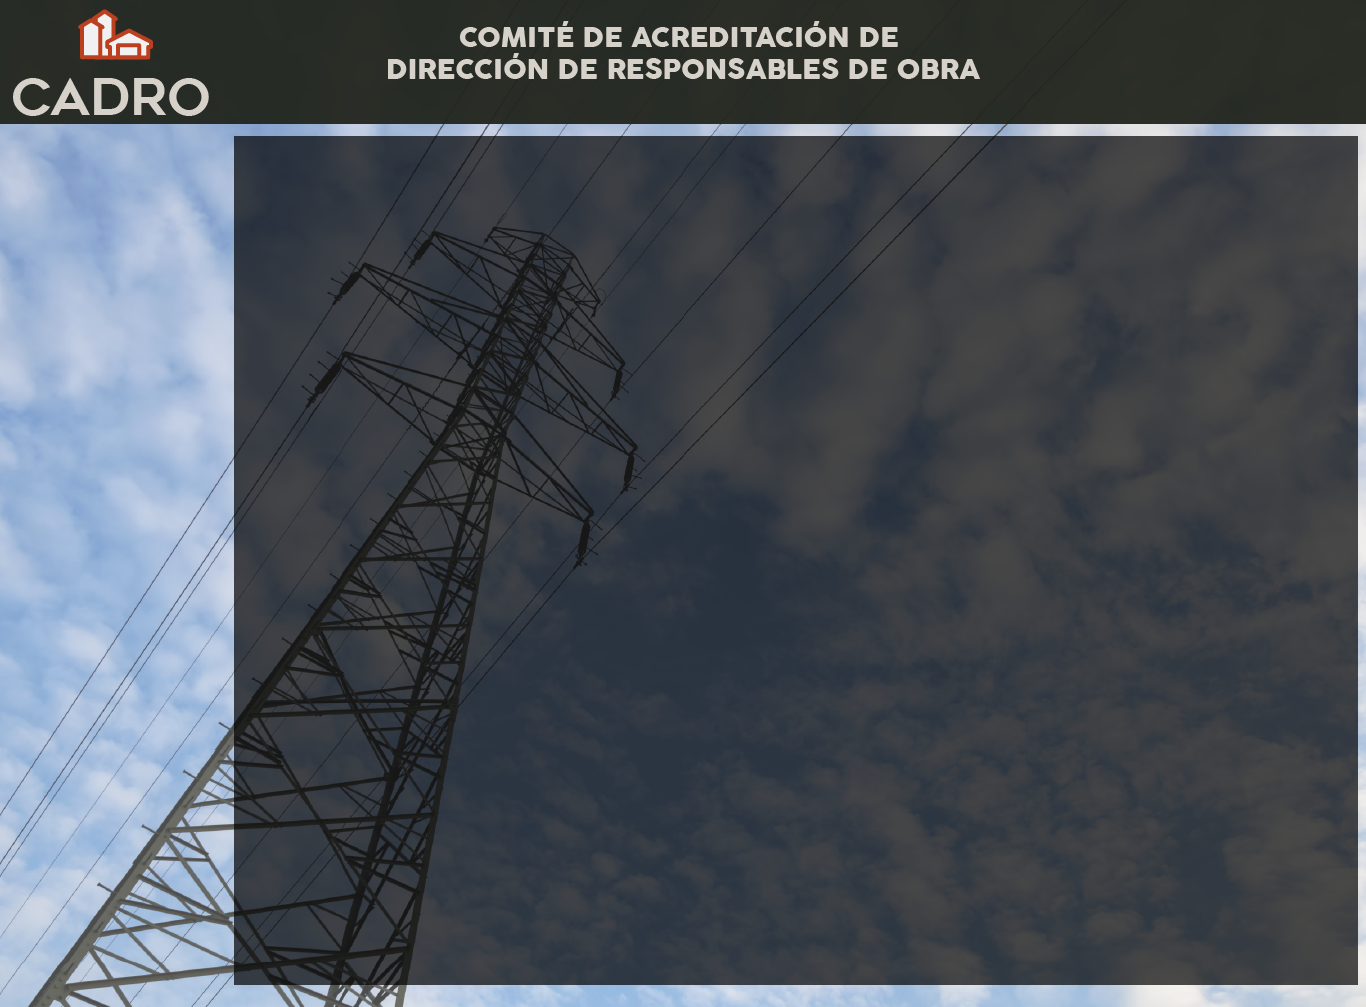 COMITÉ DE ACREDITACIÓN DE
DIRECCIÓN DE RESPONSABLES DE OBRA
CADRO